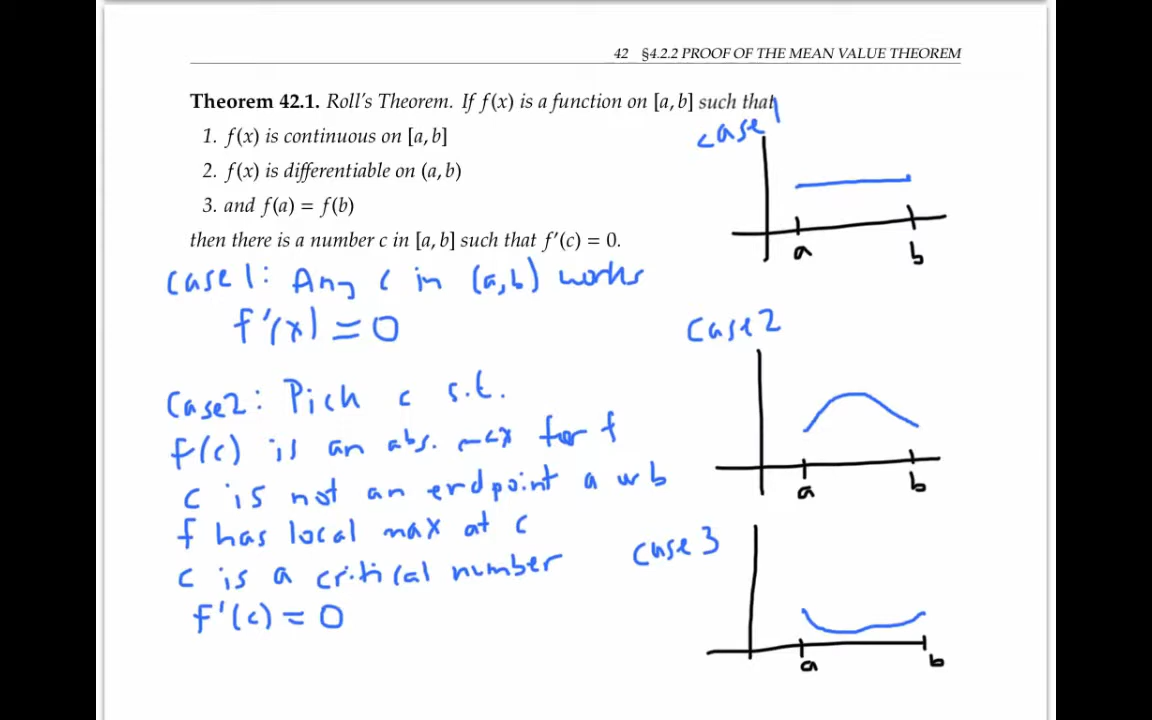 42 §4.2.2 PROOF OF THE MEAN VALUE THEOREM
Theorem 42.1. Roll's Theorem. If f(x) is a function on [a, b] such that
1. f(x) is continuous on [a, b]
2. f(x) is differentiable on (a, b)
3. and f(a) = f(b)
then there is a number c in [a, b] such that f′(c) = 0.
case 1
a b
Case 1: Any c in (a,b) works
f'(x) = 0
Case 2
a b
Case 2: Pick c s.t.
f(c) is an abs. max for f
c is not an endpoint a or b
f has local max at c
c is a critical number
f'(c) = 0
Case 3
a b